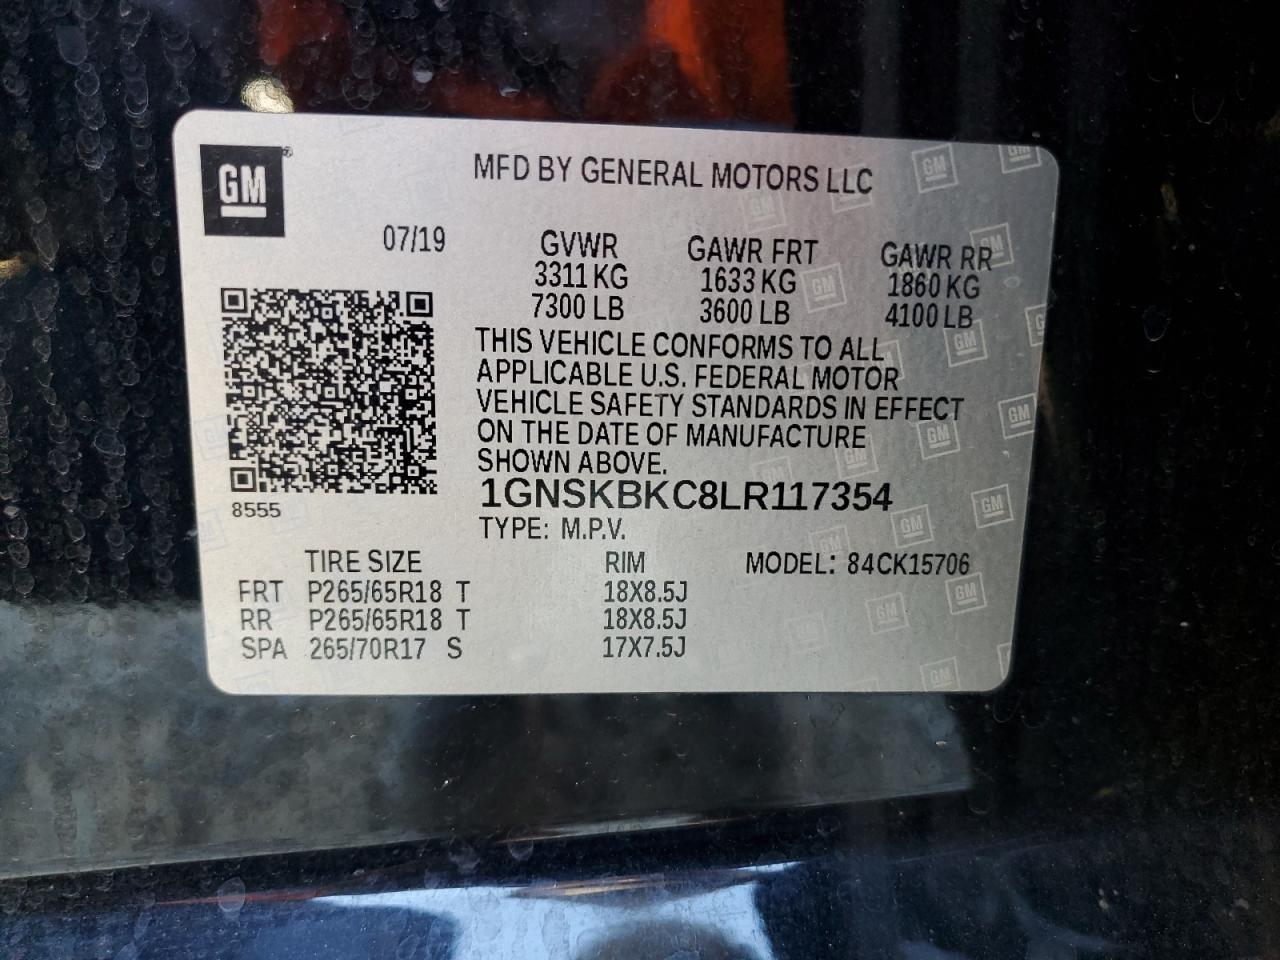 GM
MFD BY GENERAL MOTORS LLC
07/19
GVWR GAWR FRT GAWR RR
3311 KG 1633 KG 1860 KG
7300 LB 3600 LB 4100 LB
THIS VEHICLE CONFORMS TO ALL
APPLICABLE U.S. FEDERAL MOTOR
VEHICLE SAFETY STANDARDS IN EFFECT
ON THE DATE OF MANUFACTURE
SHOWN ABOVE.
8555
1GNSKBKC8LR117354
TYPE: M.P.V.
TIRE SIZE RIM MODEL: 84CK15706
FRT P265/65R18 T 18X8.5J
RR P265/65R18 T 18X8.5J
SPA 265/70R17 S 17X7.5J